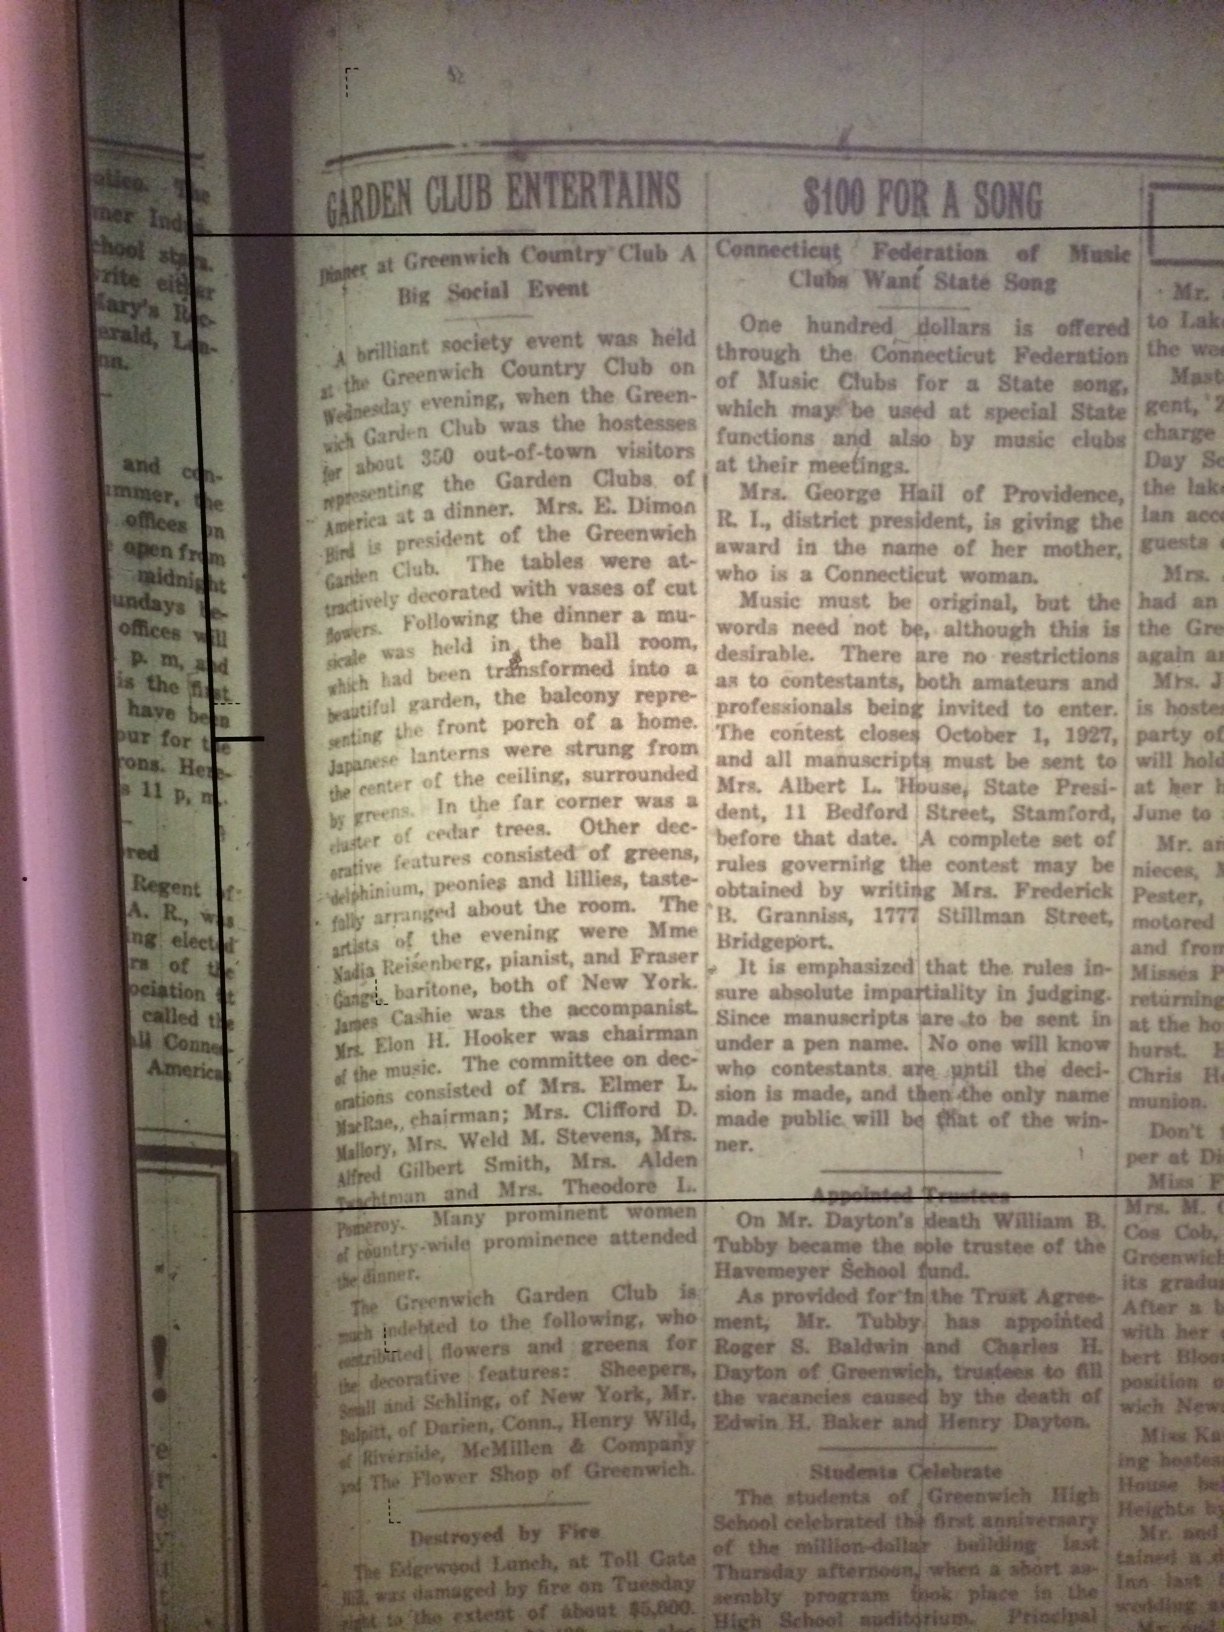 GARDEN CLUB ENTERTAINS
Dinner at Greenwich Country Club A
Big Social Event
A brilliant society event was held
at the Greenwich Country Club on
Wednesday evening, when the Green-
wich Garden Club was the hostesses
for about 350 out-of-town visitors
representing the Garden Clubs of
America at a dinner. Mrs. E. Dimon
Bird is president of the Greenwich
Garden Club. The tables were at-
tractively decorated with vases of cut
flowers. Following the dinner a mu-
sicale was held in the ball room,
which had been transformed into a
beautiful garden, the balcony repre-
senting the front porch of a home.
Japanese lanterns were strung from
the center of the ceiling, surrounded
by greens. In the far corner was a
cluster of cedar trees. Other dec-
orative features consisted of greens,
delphinium, peonies and lillies, taste-
fully arranged about the room. The
artists of the evening were Mme
Nadia Reisenberg, pianist, and Fraser
Gange, baritone, both of New York.
James Cashie was the accompanist.
Mrs. Elon H. Hooker was chairman
of the music. The committee on dec-
orations consisted of Mrs. Elmer L.
MacRae, chairman; Mrs. Clifford D.
Mallory, Mrs. Weld M. Stevens, Mrs.
Alfred Gilbert Smith, Mrs. Alden
Twachtman and Mrs. Theodore L.
Pomeroy. Many prominent women
of country-wide prominence attended
the dinner.
The Greenwich Garden Club is
much indebted to the following, who
contributed flowers and greens for
the decorative features: Sheepers,
Small and Schling, of New York, Mr.
Bulpitt, of Darien, Conn., Henry Wild,
of Riverside, McMillen & Company
and The Flower Shop of Greenwich.
Destroyed by Fire
The Edgewood Lunch, at Toll Gate
Hill, was damaged by fire on Tuesday
night to the extent of about $5,000.
$100 FOR A SONG
Connecticut Federation of Music
Clubs Want State Song
One hundred dollars is offered
through the Connecticut Federation
of Music Clubs for a State song,
which may be used at special State
functions and also by music clubs
at their meetings.
Mrs. George Hail of Providence,
R. I., district president, is giving the
award in the name of her mother,
who is a Connecticut woman.
Music must be original, but the
words need not be, although this is
desirable. There are no restrictions
as to contestants, both amateurs and
professionals being invited to enter.
The contest closes October 1, 1927,
and all manuscripts must be sent to
Mrs. Albert L. House, State Presi-
dent, 11 Bedford Street, Stamford,
before that date. A complete set of
rules governing the contest may be
obtained by writing Mrs. Frederick
B. Granniss, 1777 Stillman Street,
Bridgeport.
It is emphasized that the rules in-
sure absolute impartiality in judging.
Since manuscripts are to be sent in
under a pen name. No one will know
who contestants are until the deci-
sion is made, and then the only name
made public will be that of the win-
ner.
Appointed Trustees
On Mr. Dayton's death William B.
Tubby became the sole trustee of the
Havemeyer School fund.
As provided for in the Trust Agree-
ment, Mr. Tubby has appointed
Roger S. Baldwin and Charles H.
Dayton of Greenwich, trustees to fill
the vacancies caused by the death of
Edwin H. Baker and Henry Dayton.
Students Celebrate
The students of Greenwich High
School celebrated the first anniversary
of the million-dollar building last
Thursday afternoon, when a short as-
sembly program took place in the
High School auditorium. Principal